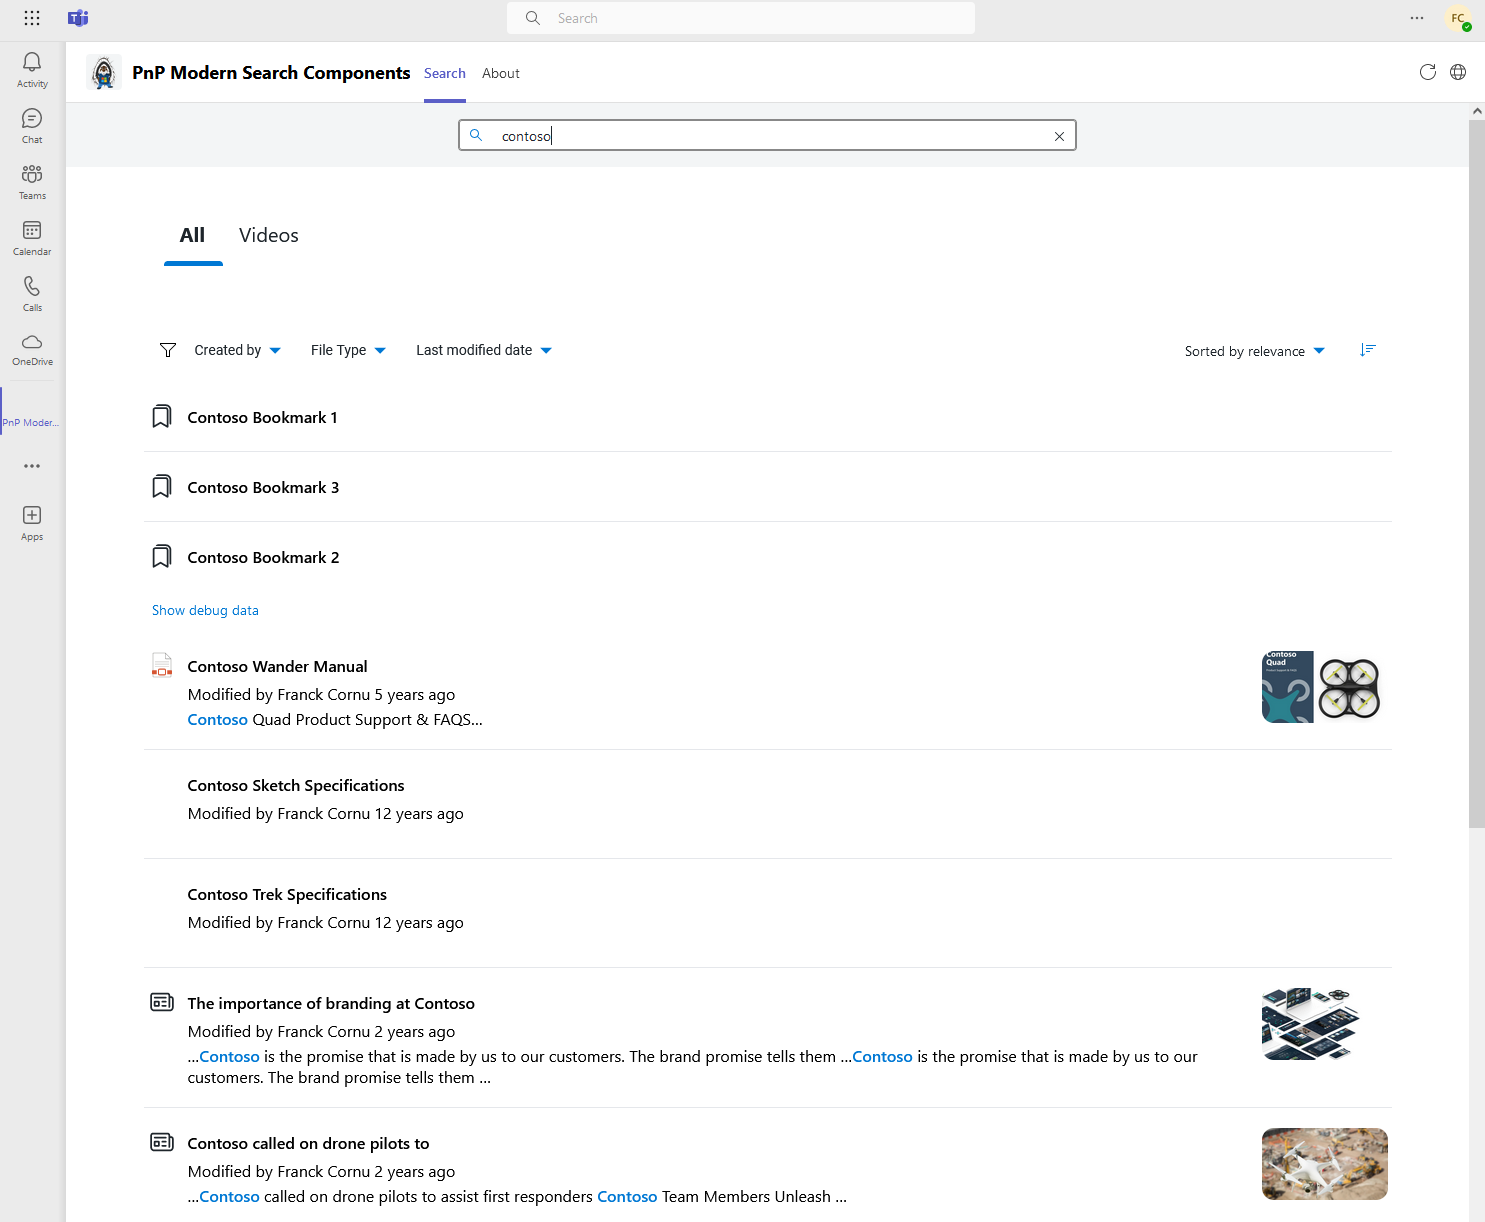 Search
FC
Activity
Chat
Teams
Calendar
Calls
OneDrive
PnP Moder...
Apps
PnP Modern Search Components
Search
About
contoso
All
Videos
Created by
File Type
Last modified date
Sorted by relevance
Contoso Bookmark 1
Contoso Bookmark 3
Contoso Bookmark 2
Show debug data
Contoso Wander Manual
Modified by Franck Cornu 5 years ago
Contoso Quad Product Support & FAQS...
Contoso
Quad
Contoso Sketch Specifications
Modified by Franck Cornu 12 years ago
Contoso Trek Specifications
Modified by Franck Cornu 12 years ago
The importance of branding at Contoso
Modified by Franck Cornu 2 years ago
...Contoso is the promise that is made by us to our customers. The brand promise tells them ...Contoso is the promise that is made by us to our
customers. The brand promise tells them ...
Contoso called on drone pilots to
Modified by Franck Cornu 2 years ago
...Contoso called on drone pilots to assist first responders Contoso Team Members Unleash ...